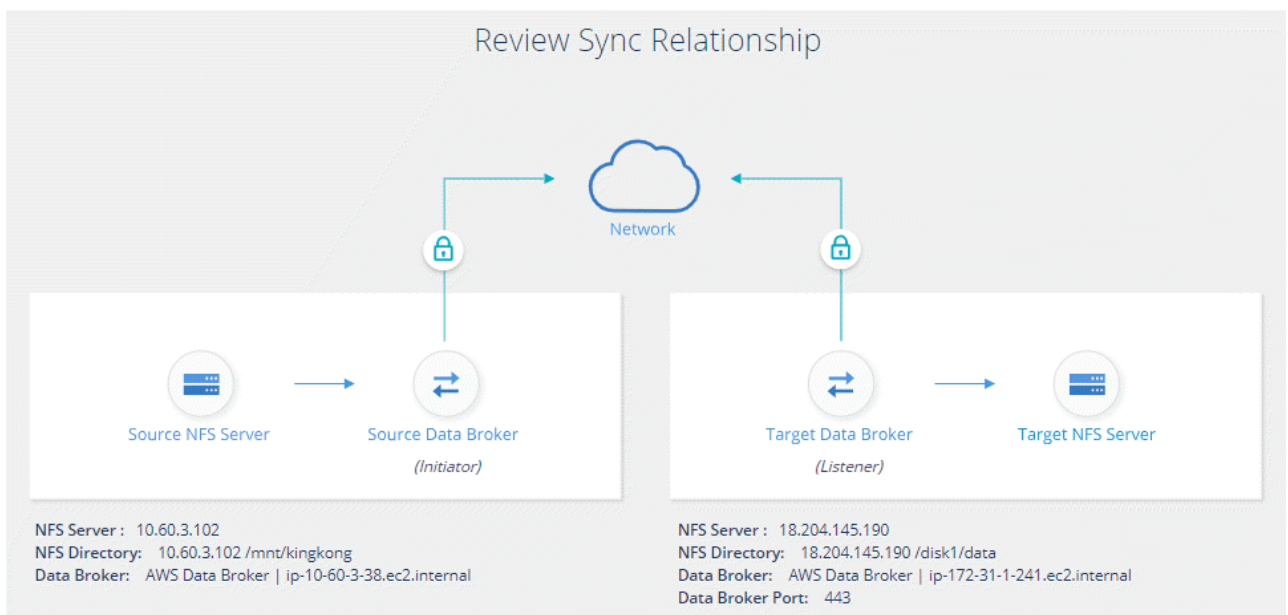 Review Sync Relationship
Network
Source NFS Server
Source Data Broker
(Initiator)
Target Data Broker
(Listener)
Target NFS Server
NFS Server : 10.60.3.102
NFS Directory: 10.60.3.102 /mnt/kingkong
Data Broker: AWS Data Broker | ip-10-60-3-38.ec2.internal
NFS Server : 18.204.145.190
NFS Directory: 18.204.145.190 /disk1/data
Data Broker: AWS Data Broker | ip-172-31-1-241.ec2.internal
Data Broker Port: 443